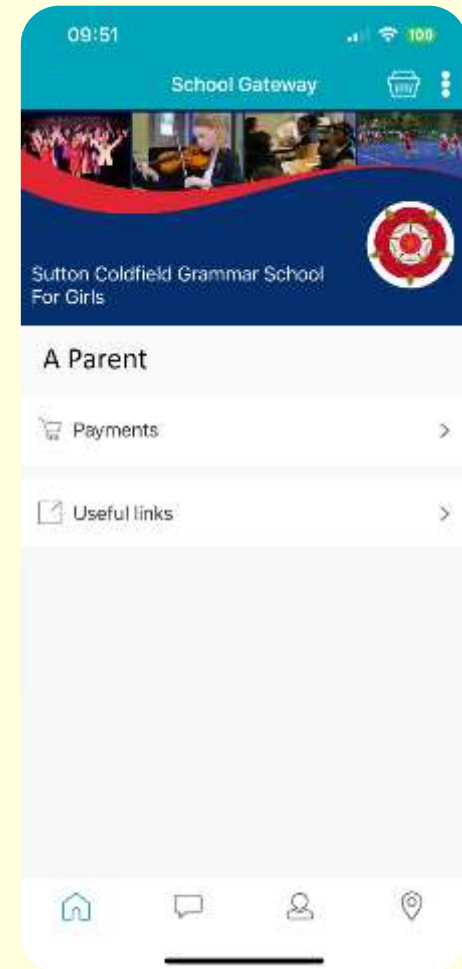 09:51
100
School Gateway
Sutton Coldfield Grammar School
For Girls
A Parent
Payments
Useful links